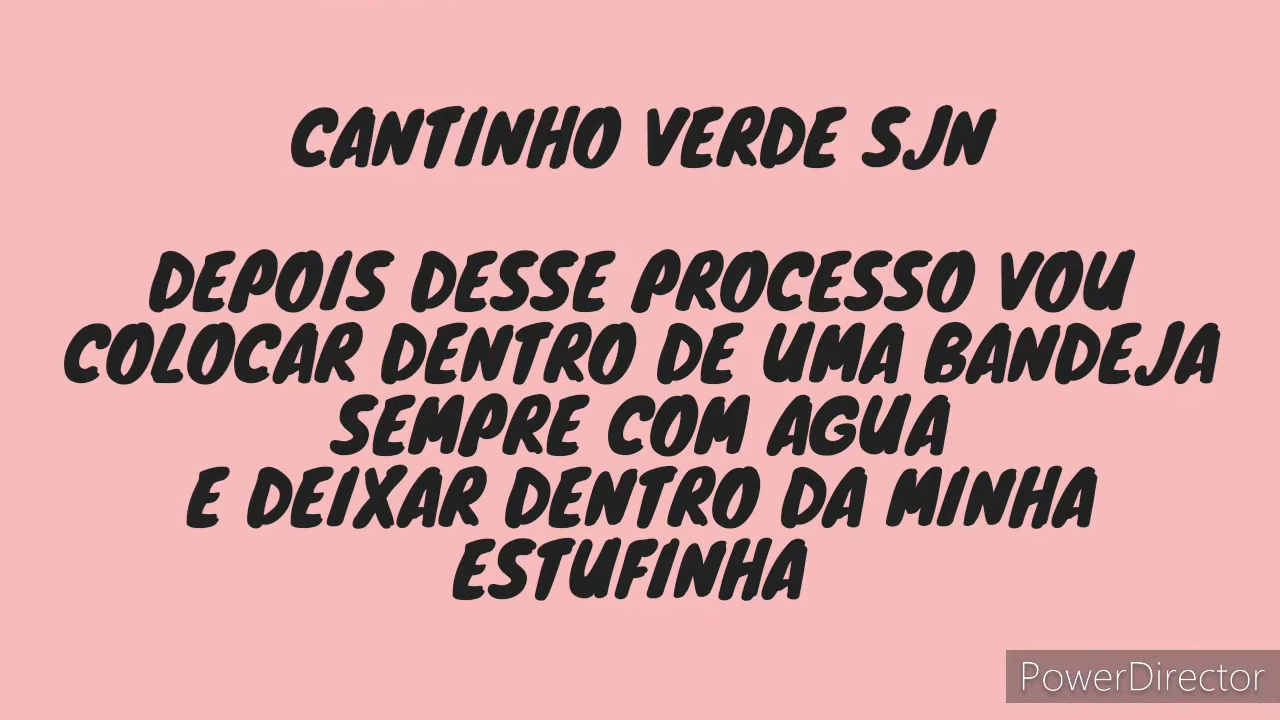 CANTINHO VERDE SJN
DEPOIS DESSE PROCESSO VOU
COLOCAR DENTRO DE UMA BANDEJA
SEMPRE COM AGUA
E DEIXAR DENTRO DA MINHA
ESTUFINHA
PowerDirector